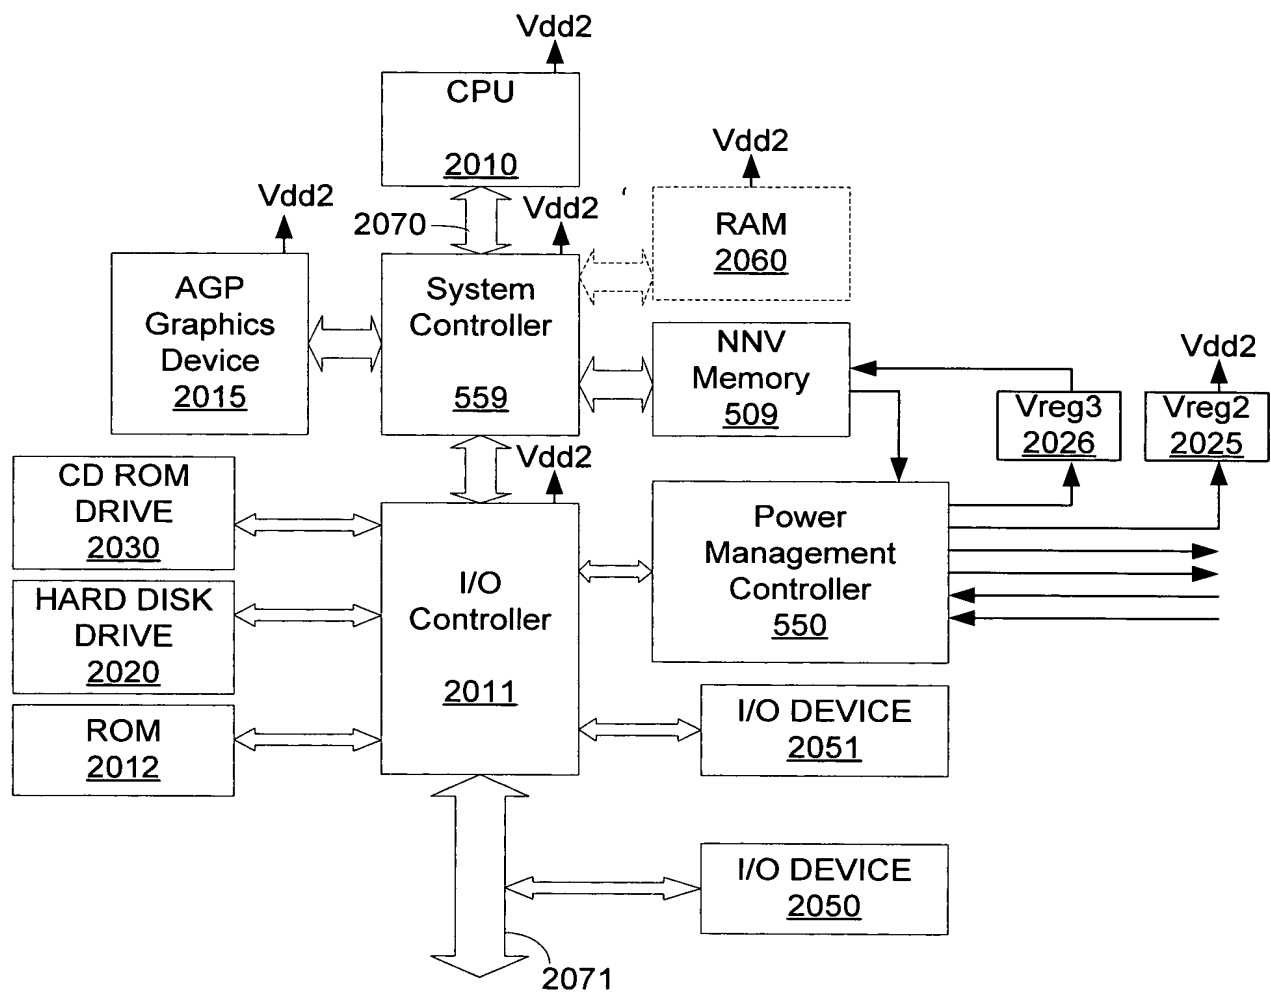 Vdd2
CPU
2010
Vdd2
RAM
2060
Vdd2
2070
Vdd2
AGP
Graphics
Device
2015
System
Controller
559
NNV
Memory
509
Vdd2
Vreg3
2026
Vreg2
2025
CD ROM
DRIVE
2030
Vdd2
HARD DISK
DRIVE
2020
I/O
Controller
2011
Power
Management
Controller
550
ROM
2012
I/O DEVICE
2051
I/O DEVICE
2050
2071